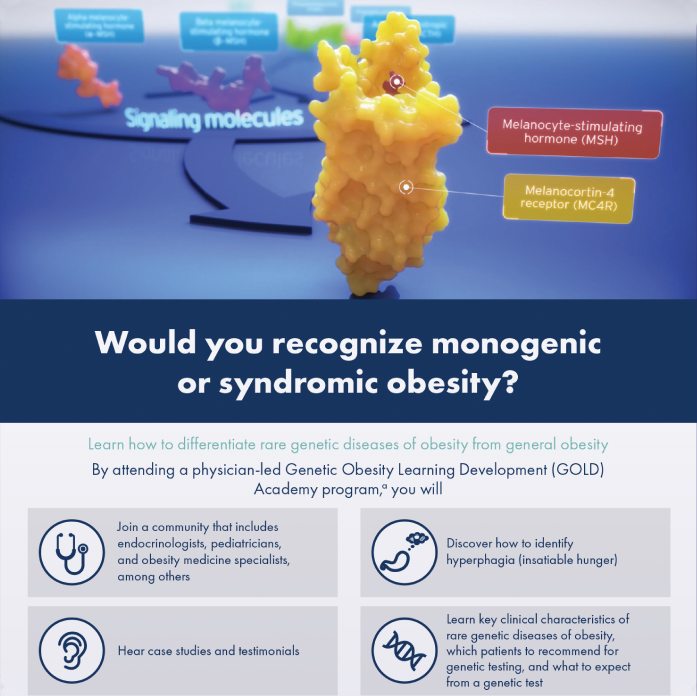 Alpha melanocyte-
stimulating hormone
(α-MSH)
Beta melanocyte-
stimulating hormone
(β-MSH)
Signaling molecules
Melanocyte-stimulating
hormone (MSH)
Melanocortin-4
receptor (MC4R)
Would you recognize monogenic
or syndromic obesity?
Learn how to differentiate rare genetic diseases of obesity from general obesity
By attending a physician-led Genetic Obesity Learning Development (GOLD)
Academy program,ᵃ you will
Join a community that includes
endocrinologists, pediatricians,
and obesity medicine specialists,
among others
Discover how to identify
hyperphagia (insatiable hunger)
Hear case studies and testimonials
Learn key clinical characteristics of
rare genetic diseases of obesity,
which patients to recommend for
genetic testing, and what to expect
from a genetic test